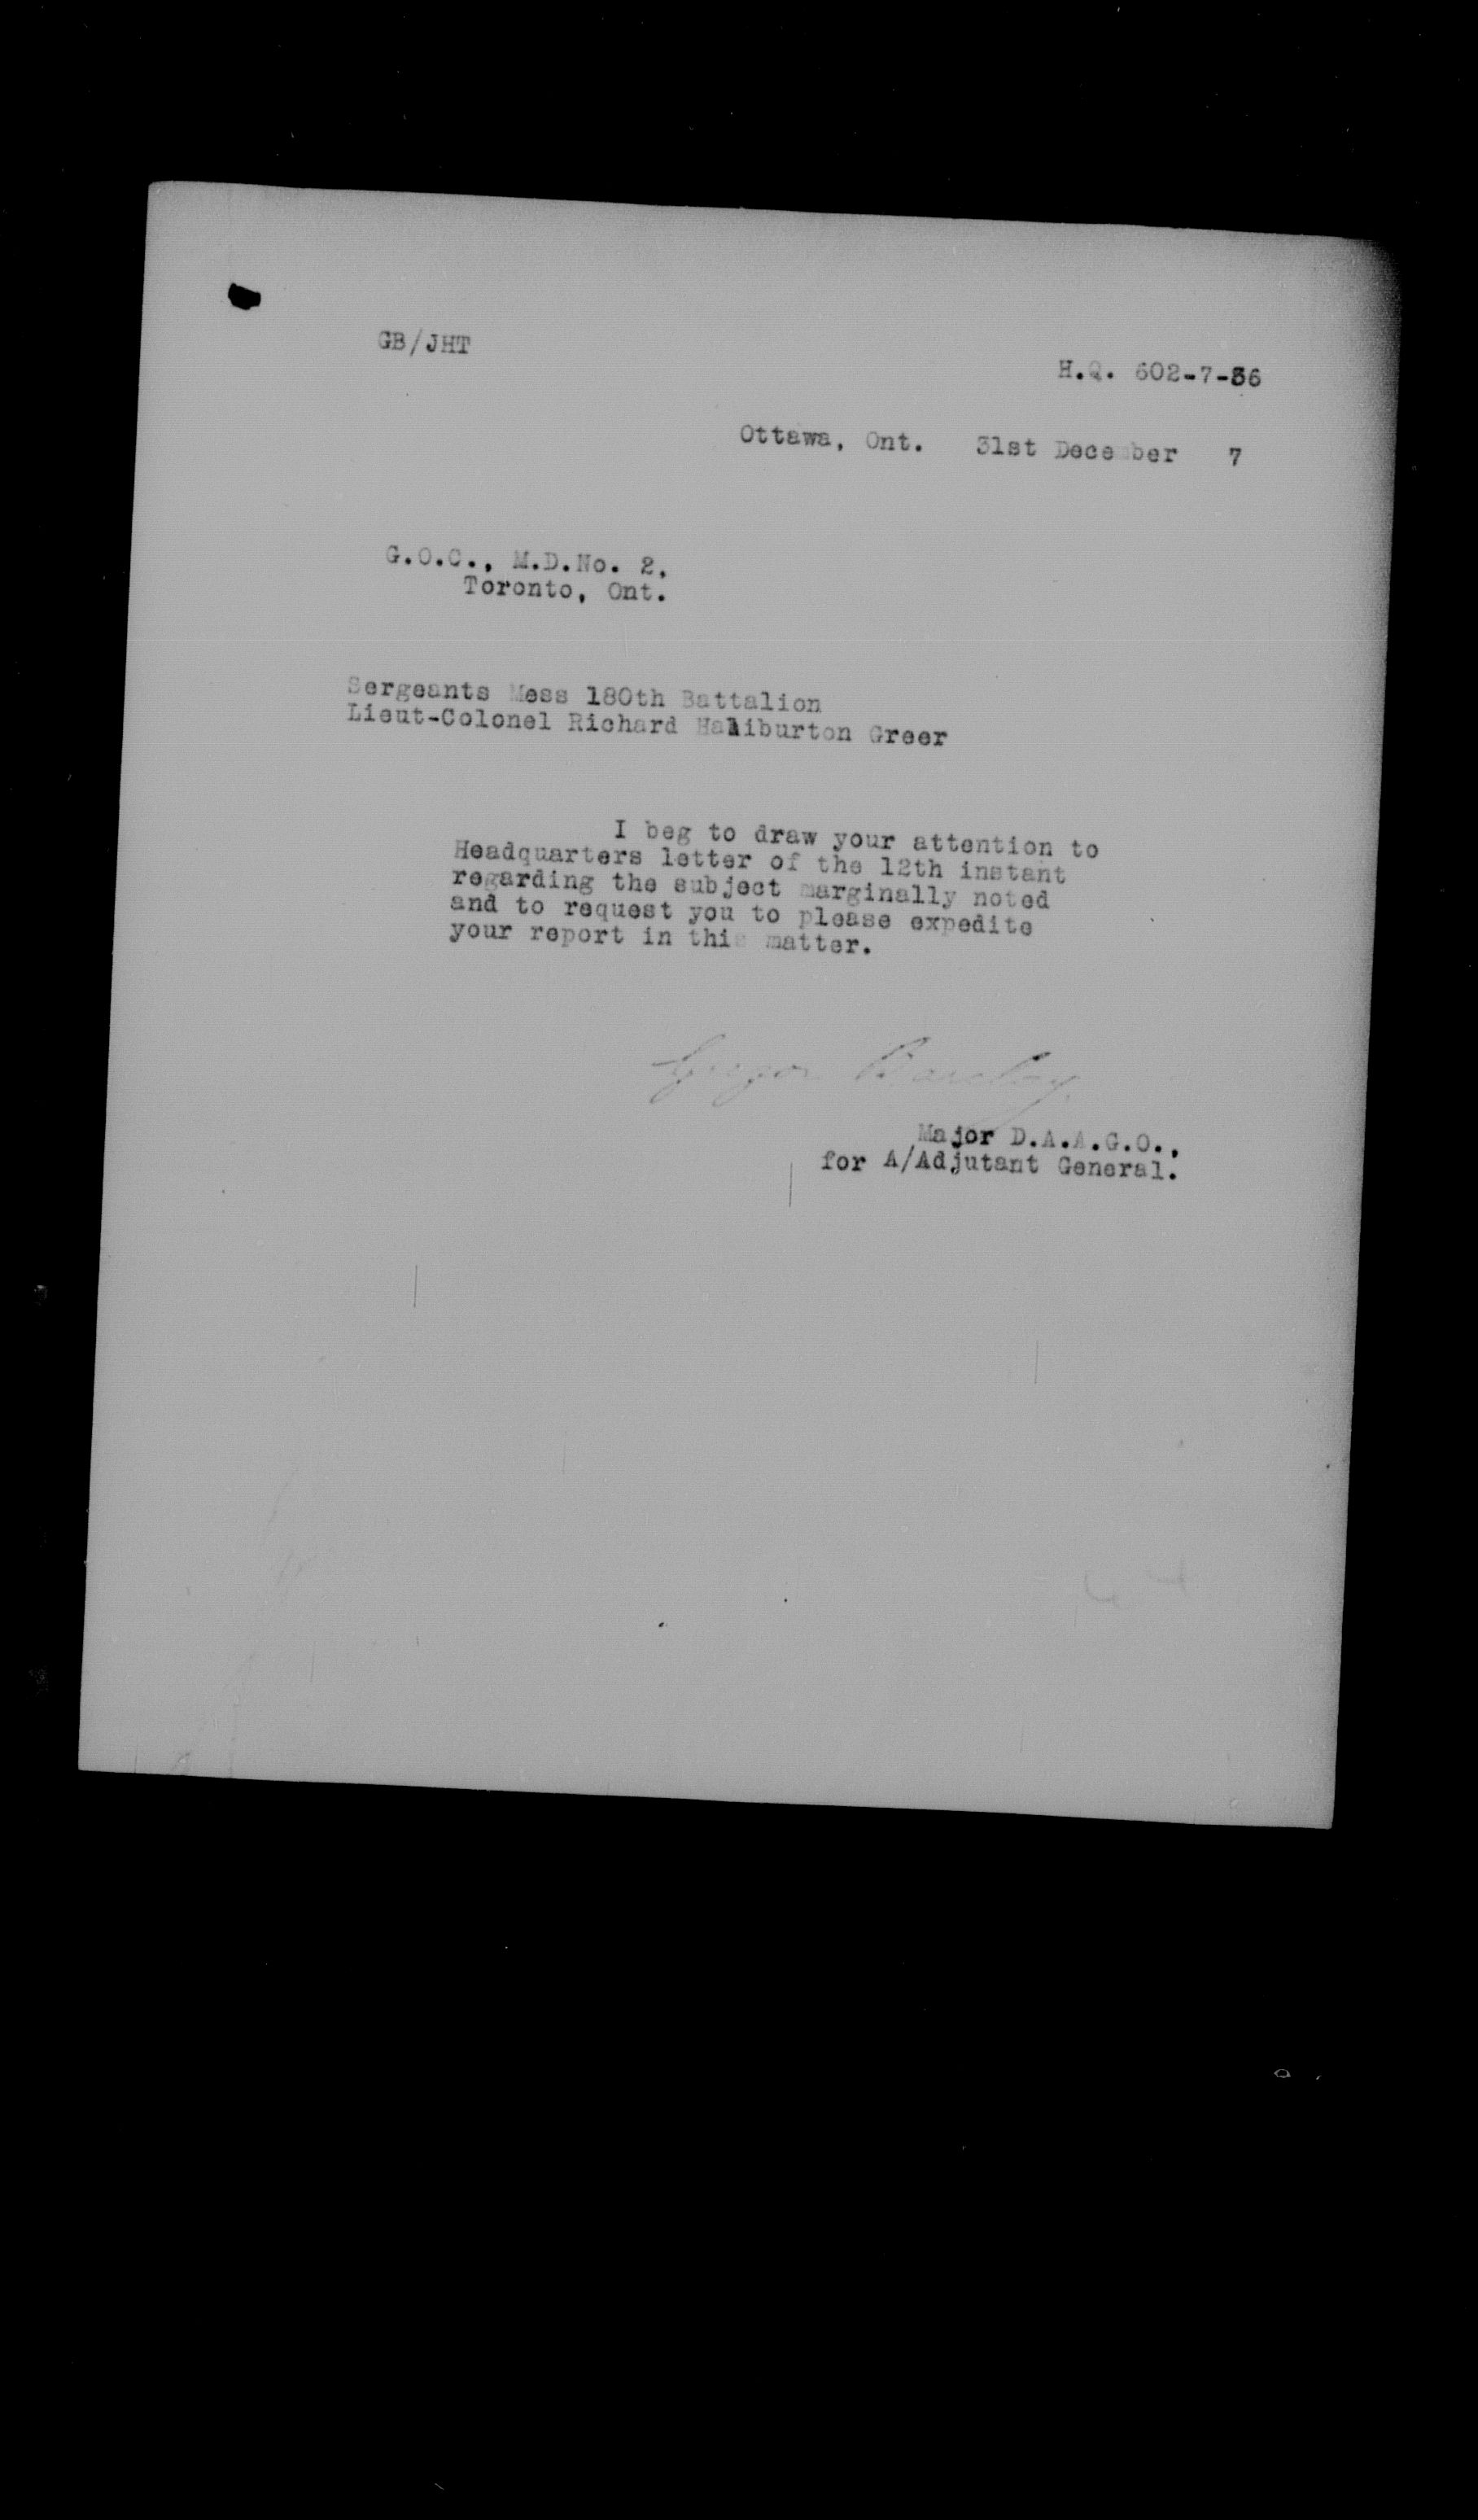 GB/JHT
H.Q. 602-7-36
Ottawa, Ont. 31st December 7
G.O.C., M.D.No. 2.
Toronto, Ont.
Sergeants Mess 180th Battalion
Lieut-Colonel Richard Haliburton Greer
I beg to draw your attention to
Headquarters letter of the 12th instant
regarding the subject marginally noted
and to request you to please expedite
your report in this matter.
Gregor Barclay
Major D.A.A.G.O.,
for A/Adjutant General.